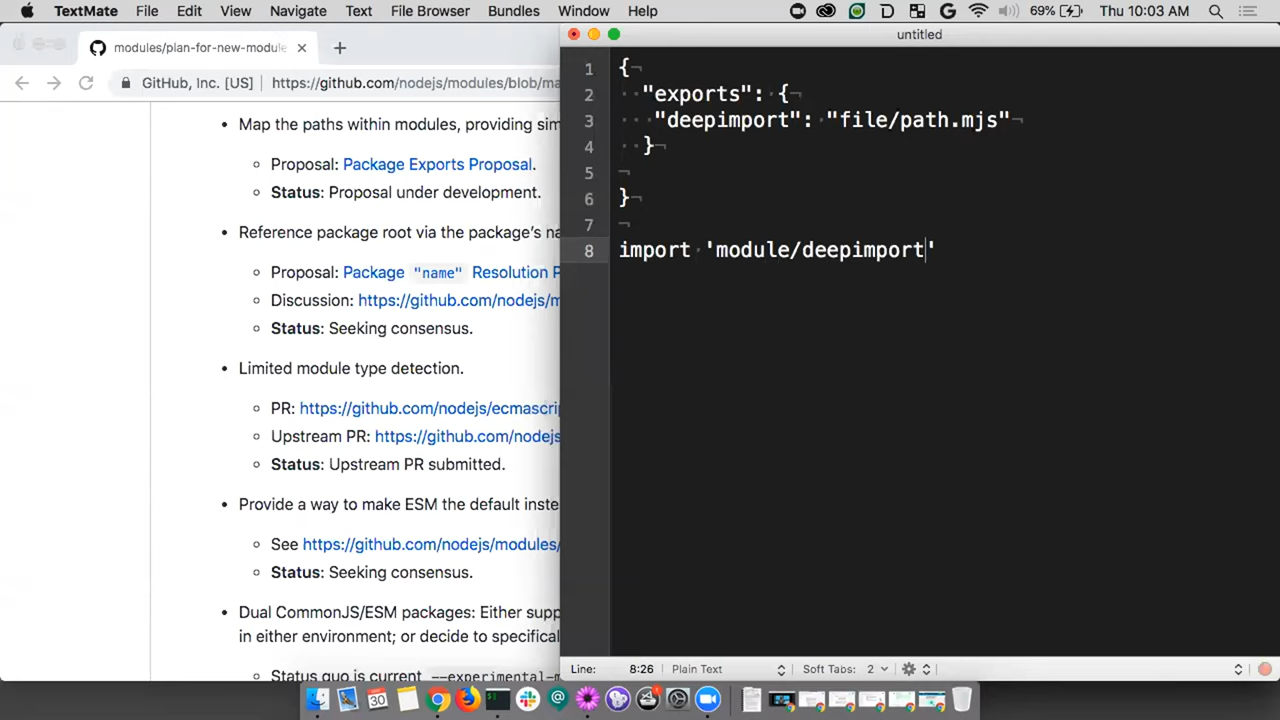 TextMate File Edit View Navigate Text File Browser Bundles Window Help 69% Thu 10:03 AM
untitled
modules/plan-for-new-module
GitHub, Inc. [US] https://github.com/nodejs/modules/blob/ma
Map the paths within modules, providing sim
Proposal: Package Exports Proposal.
Status: Proposal under development.
Reference package root via the package's na
Proposal: Package "name" Resolution P
Discussion: https://github.com/nodejs/m
Status: Seeking consensus.
Limited module type detection.
PR: https://github.com/nodejs/ecmascrip
Upstream PR: https://github.com/nodejs
Status: Upstream PR submitted.
Provide a way to make ESM the default inste
See https://github.com/nodejs/modules/
Status: Seeking consensus.
Dual CommonJS/ESM packages: Either supp
in either environment; or decide to specifical
Status quo is current --experimental-m
1 {
2 "exports": {
3 "deepimport": "file/path.mjs"
4 }
5
6 }
7
8 import 'module/deepimport'
Line: 8:26 Plain Text Soft Tabs: 2
30